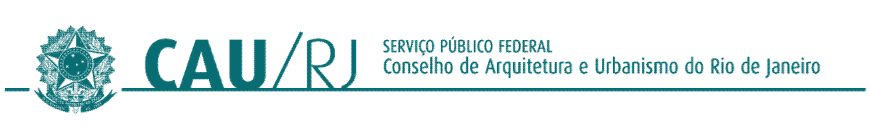 CAU/RJ
SERVIÇO PÚBLICO FEDERAL
Conselho de Arquitetura e Urbanismo do Rio de Janeiro